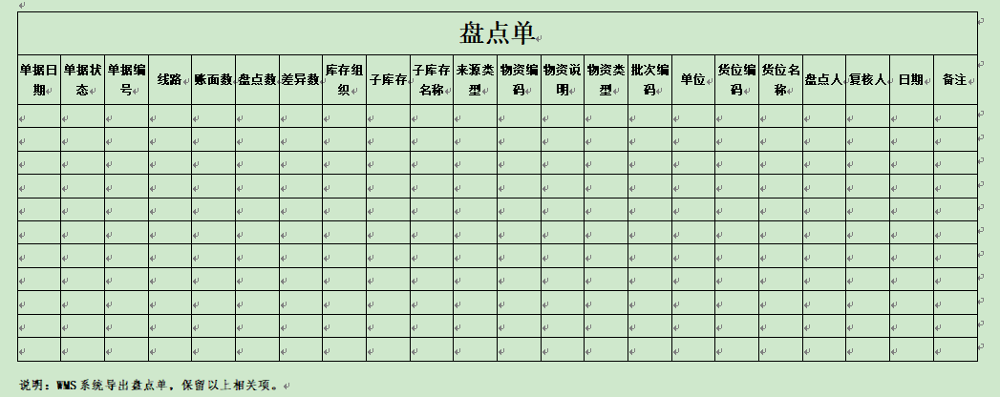 盘点单
单据日期 单据状态 单据编号 线路 账面数 盘点数 差异数 库存组织 子库存 子库存名称 来源类型 物资编码 物资说明 物资类型 批次编码 单位 货位编码 货位名称 盘点人 复核人 日期 备注
说明：WMS系统导出盘点单，保留以上相关项。